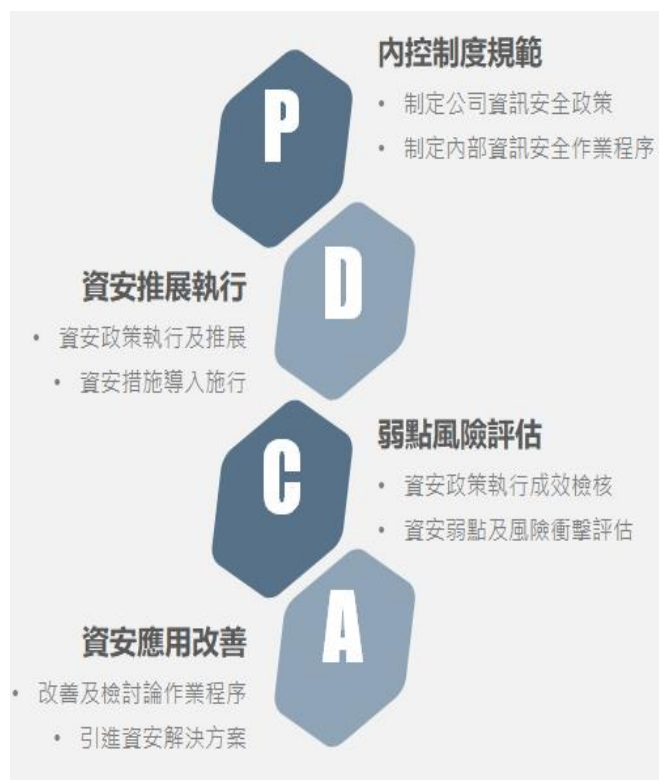 P
內控制度規範
• 制定公司資訊安全政策
• 制定內部資訊安全作業程序
D
資安推展執行
• 資安政策執行及推展
• 資安措施導入施行
C
弱點風險評估
• 資安政策執行成效檢核
• 資安弱點及風險衝擊評估
A
資安應用改善
• 改善及檢討論作業程序
• 引進資安解決方案